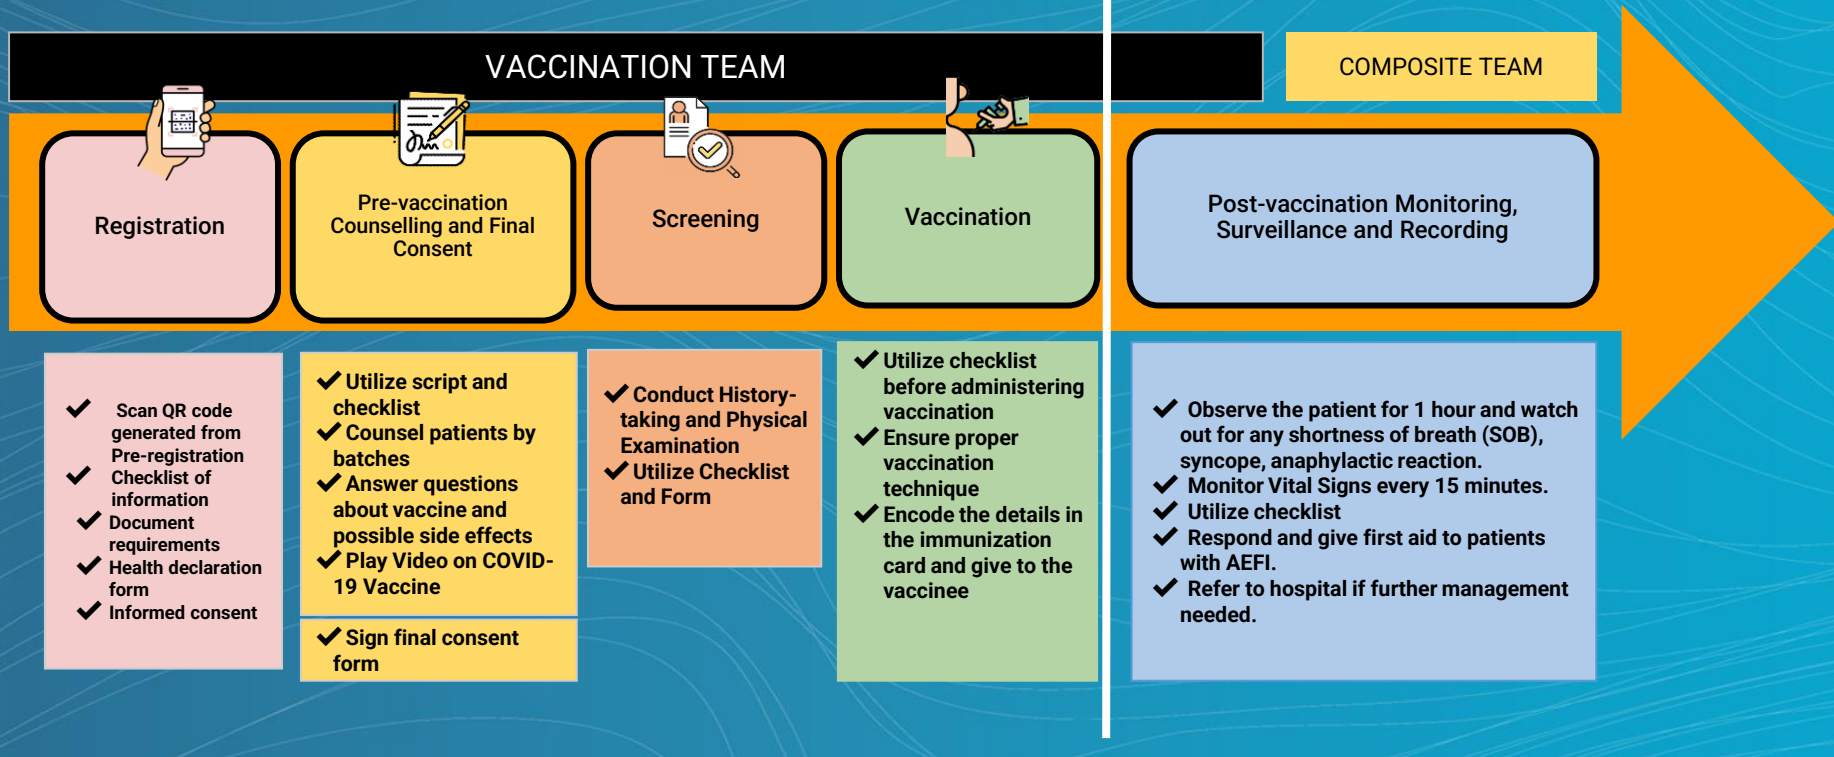 VACCINATION TEAM
COMPOSITE TEAM
Registration
Pre-vaccination
Counselling and Final
Consent
Screening
Vaccination
Post-vaccination Monitoring,
Surveillance and Recording
✔ Scan QR code
generated from
Pre-registration
✔ Checklist of
information
✔ Document
requirements
✔ Health declaration
form
✔ Informed consent
✔ Utilize script and
checklist
✔ Counsel patients by
batches
✔ Answer questions
about vaccine and
possible side effects
✔ Play Video on COVID-
19 Vaccine
✔ Sign final consent
form
✔ Conduct History-
taking and Physical
Examination
✔ Utilize Checklist
and Form
✔ Utilize checklist
before administering
vaccination
✔ Ensure proper
vaccination
technique
✔ Encode the details in
the immunization
card and give to the
vaccinee
✔ Observe the patient for 1 hour and watch
out for any shortness of breath (SOB),
syncope, anaphylactic reaction.
✔ Monitor Vital Signs every 15 minutes.
✔ Utilize checklist
✔ Respond and give first aid to patients
with AEFI.
✔ Refer to hospital if further management
needed.